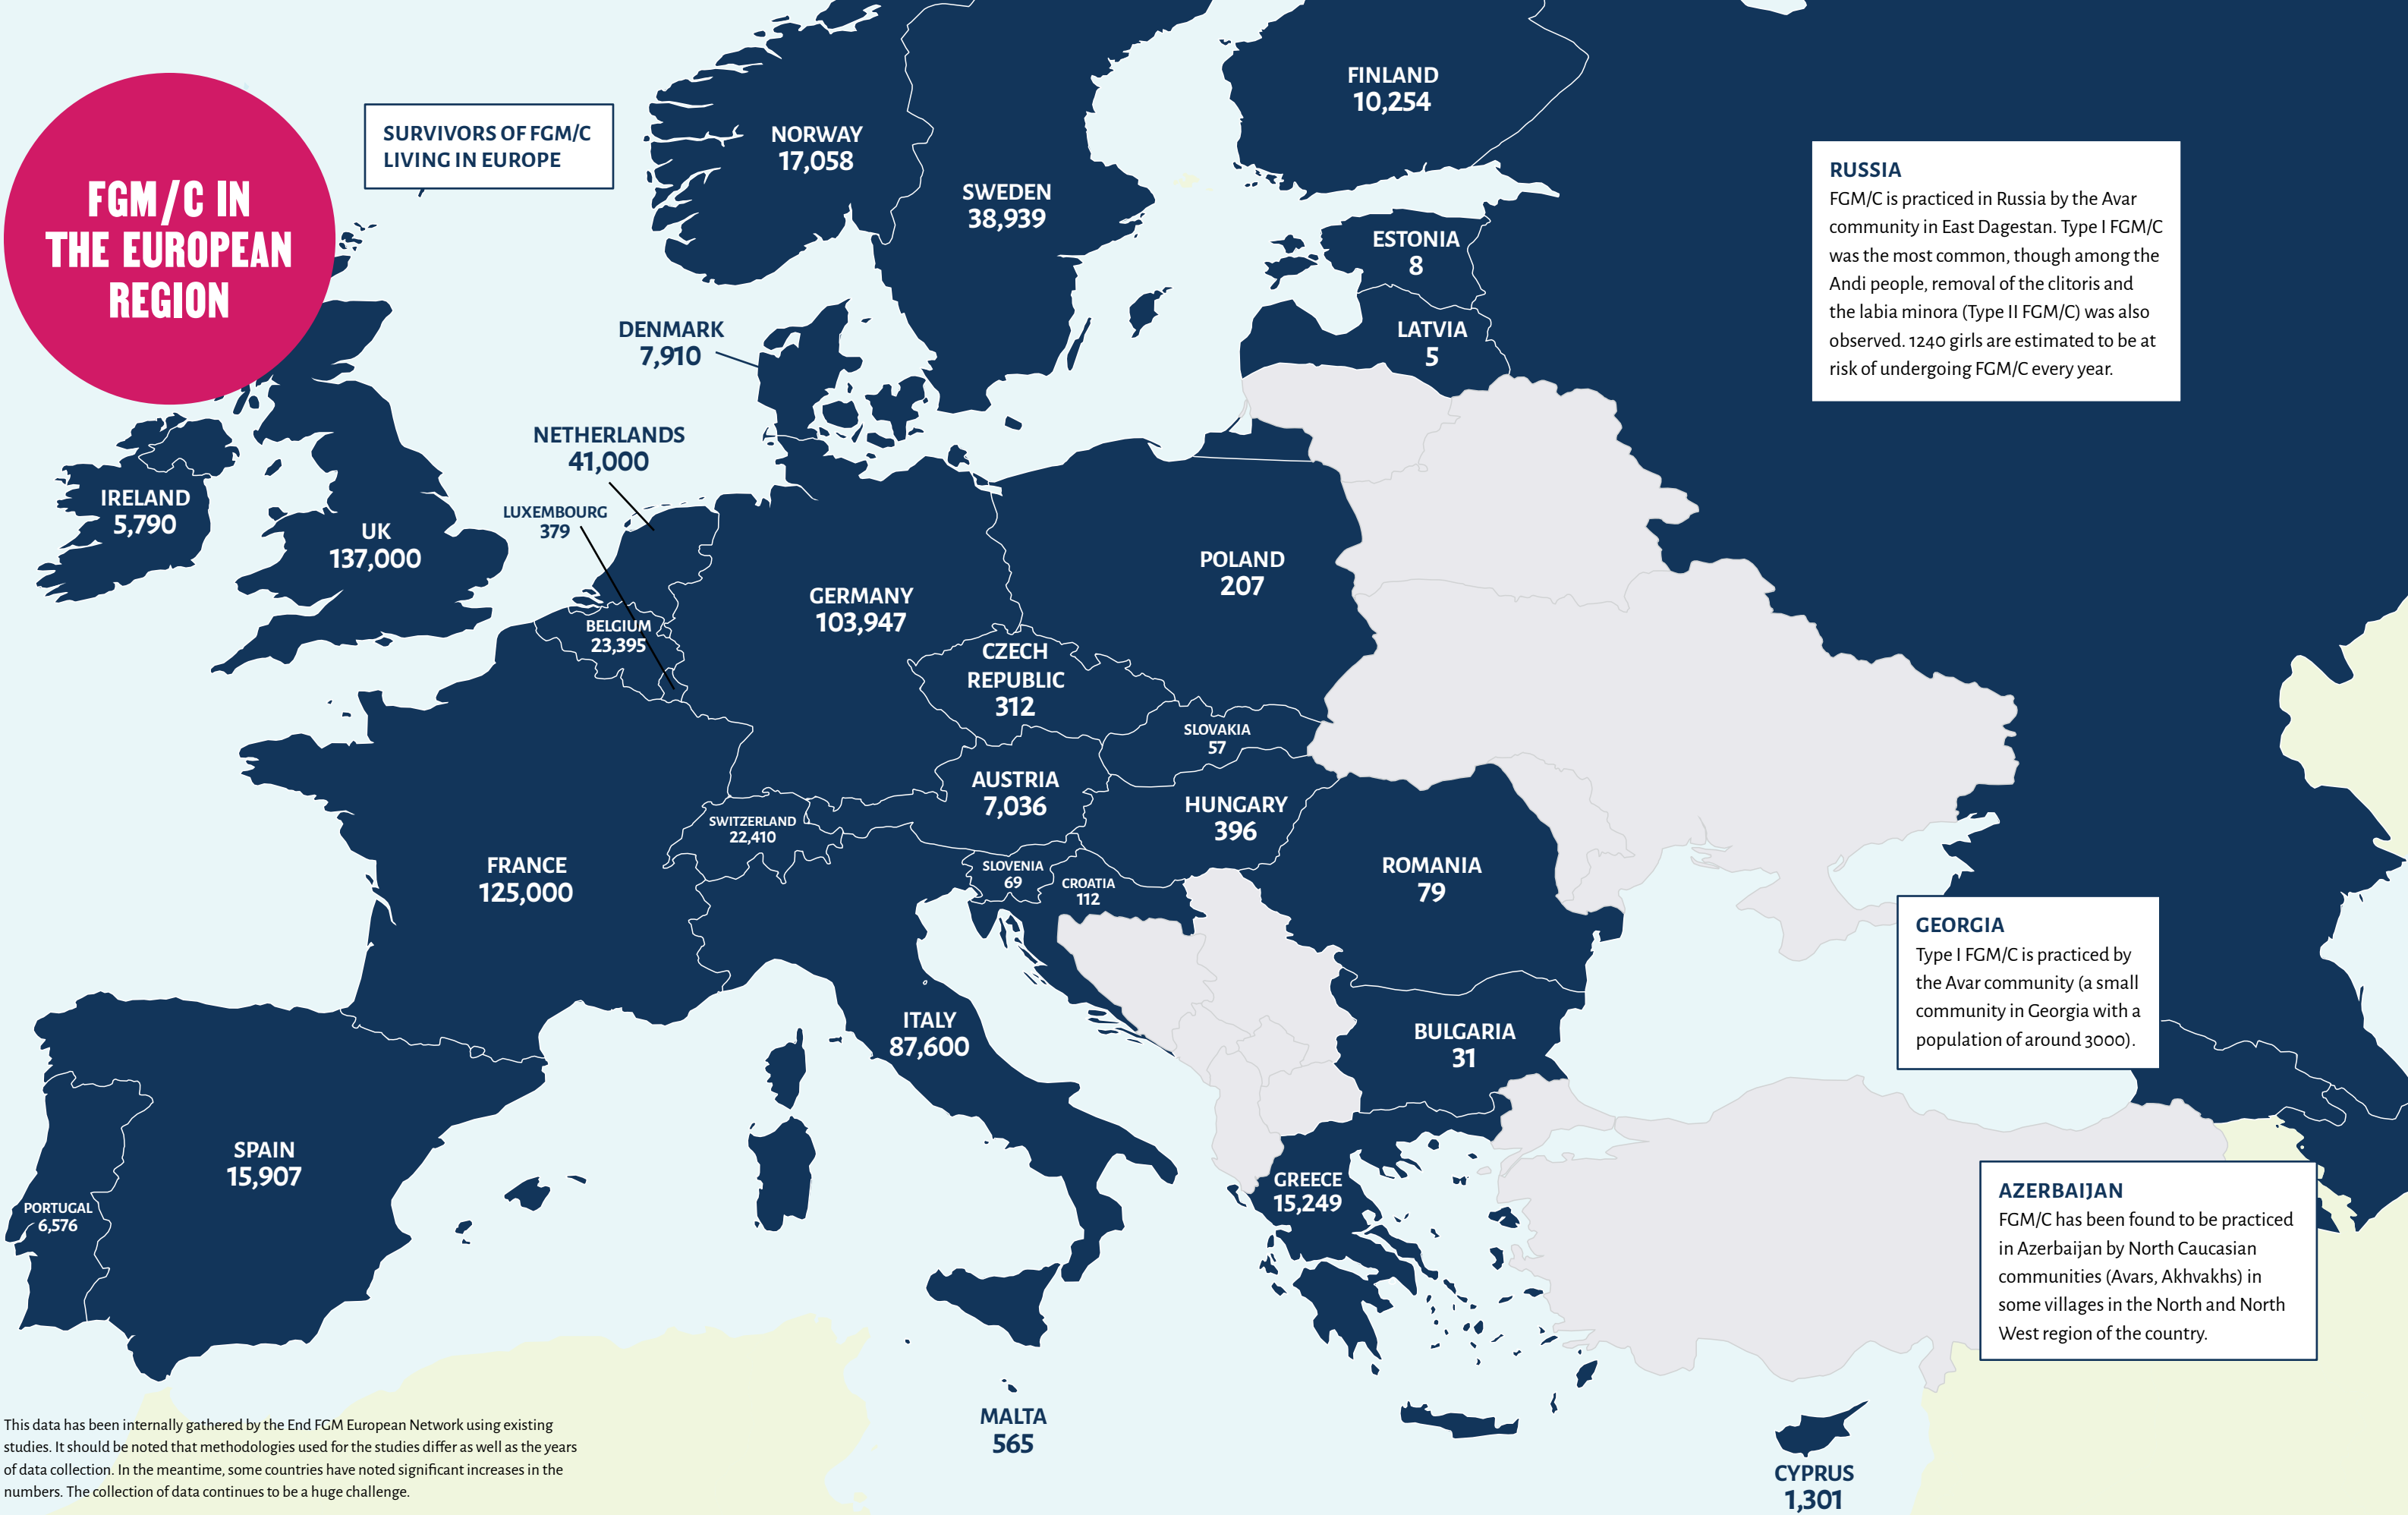 FGM/C IN
THE EUROPEAN
REGION
SURVIVORS OF FGM/C
LIVING IN EUROPE
NORWAY
17,058
SWEDEN
38,939
FINLAND
10,254
ESTONIA
8
LATVIA
5
DENMARK
7,910
NETHERLANDS
41,000
LUXEMBOURG
379
IRELAND
5,790
UK
137,000
BELGIUM
23,395
GERMANY
103,947
POLAND
207
CZECH
REPUBLIC
312
SLOVAKIA
57
AUSTRIA
7,036
HUNGARY
396
SWITZERLAND
22,410
FRANCE
125,000
SLOVENIA
69
CROATIA
112
ROMANIA
79
ITALY
87,600
BULGARIA
31
SPAIN
15,907
PORTUGAL
6,576
GREECE
15,249
MALTA
565
CYPRUS
1,301
RUSSIA
FGM/C is practiced in Russia by the Avar
community in East Dagestan. Type I FGM/C
was the most common, though among the
Andi people, removal of the clitoris and
the labia minora (Type II FGM/C) was also
observed. 1240 girls are estimated to be at
risk of undergoing FGM/C every year.
GEORGIA
Type I FGM/C is practiced by
the Avar community (a small
community in Georgia with a
population of around 3000).
AZERBAIJAN
FGM/C has been found to be practiced
in Azerbaijan by North Caucasian
communities (Avars, Akhvakhs) in
some villages in the North and North
West region of the country.
This data has been internally gathered by the End FGM European Network using existing
studies. It should be noted that methodologies used for the studies differ as well as the years
of data collection. In the meantime, some countries have noted significant increases in the
numbers. The collection of data continues to be a huge challenge.